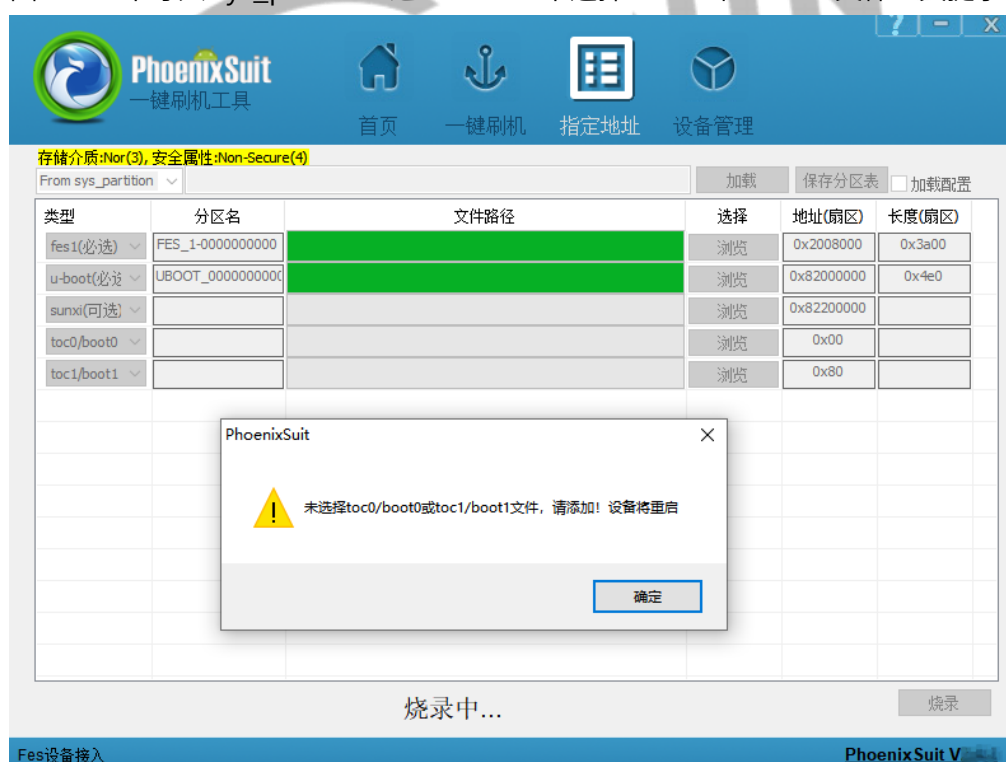 ? - X
PhoenixSuit
一键刷机工具
首页 一键刷机 指定地址 设备管理
存储介质:Nor(3),安全属性:Non-Secure(4)
From sys_partition 加载 保存分区表 加载配置
类型 分区名 文件路径 选择 地址(扇区) 长度(扇区)
fes1(必选) FES_1-0000000000 浏览 0x2008000 0x3a00
u-boot(必选 UBOOT_0000000000 浏览 0x82000000 0x4e0
sunxi(可选) 浏览 0x82200000
toc0/boot0 浏览 0x00
toc1/boot1 浏览 0x80
PhoenixSuit
未选择toc0/boot0或toc1/boot1文件，请添加！设备将重启
确定
烧录中... 烧录
Fes设备接入 PhoenixSuit V